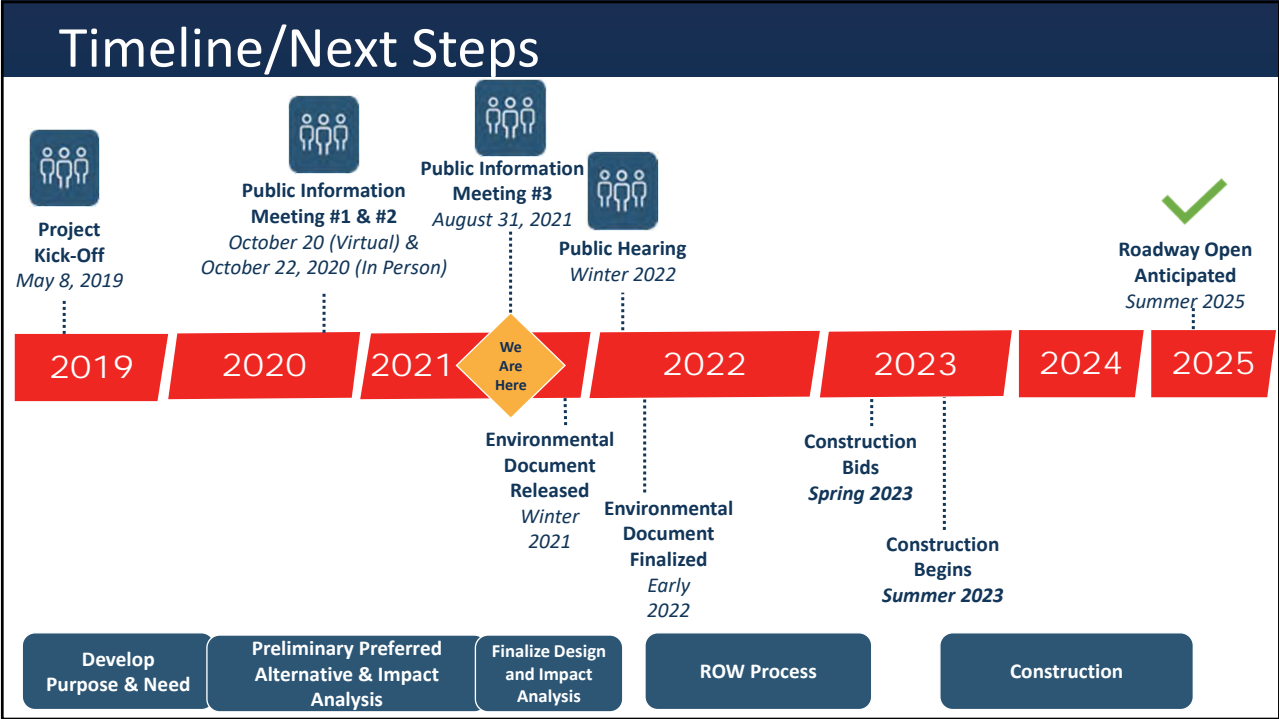 Timeline/Next Steps
Project
Kick-Off
May 8, 2019
Public Information
Meeting #1 & #2
October 20 (Virtual) &
October 22, 2020 (In Person)
Public Information
Meeting #3
August 31, 2021
Public Hearing
Winter 2022
Roadway Open
Anticipated
Summer 2025
2019
2020
2021
We
Are
Here
2022
2023
2024
2025
Environmental
Document
Released
Winter
2021
Environmental
Document
Finalized
Early
2022
Construction
Bids
Spring 2023
Construction
Begins
Summer 2023
Develop
Purpose & Need
Preliminary Preferred
Alternative & Impact
Analysis
Finalize Design
and Impact
Analysis
ROW Process
Construction